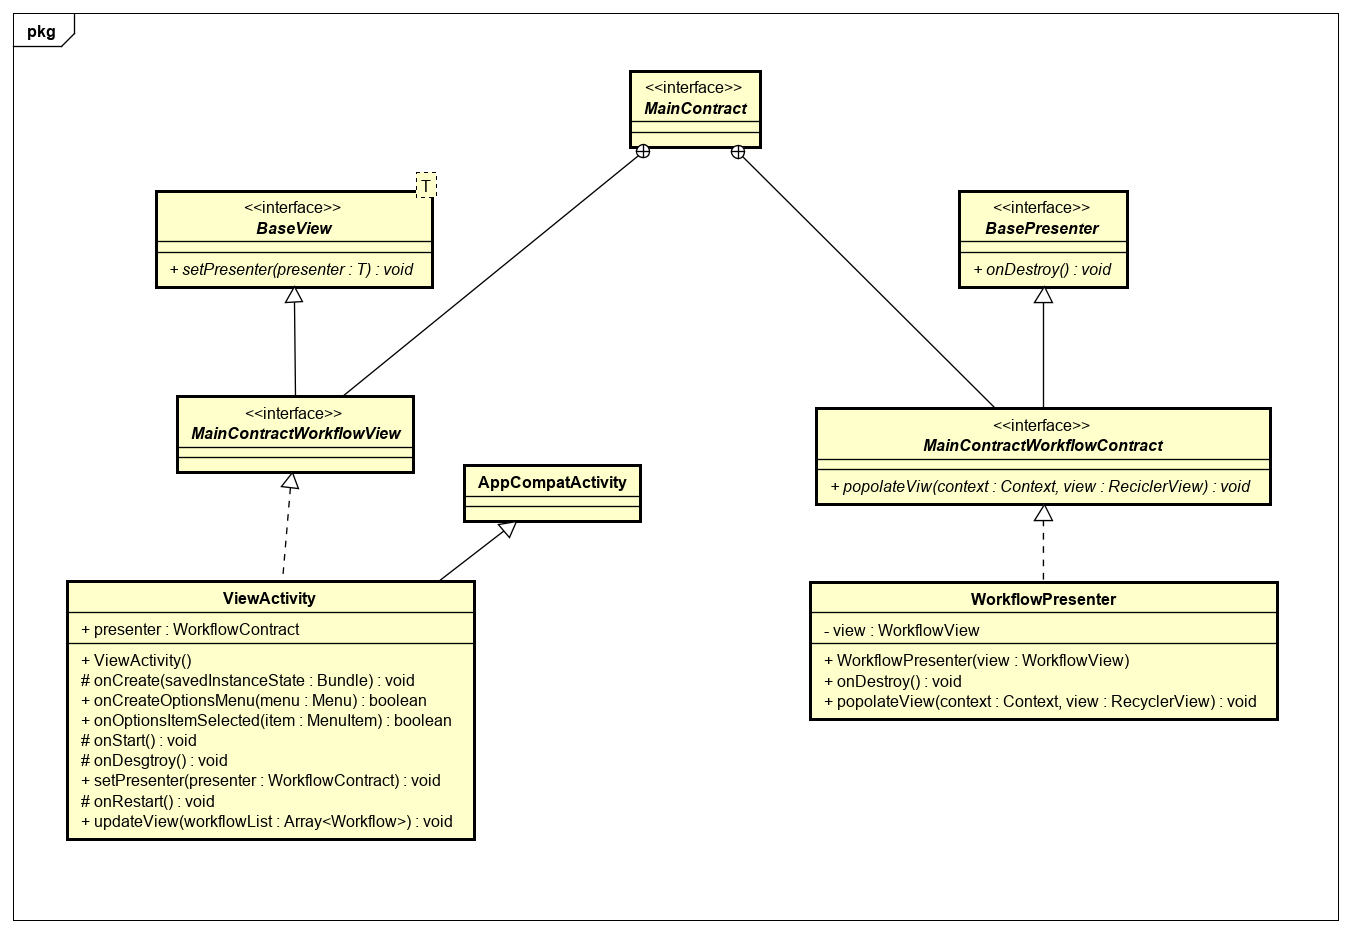 pkg
<<interface>>
MainContract
T
<<interface>>
BaseView
+ setPresenter(presenter : T) : void
<<interface>>
BasePresenter
+ onDestroy() : void
<<interface>>
MainContractWorkflowView
<<interface>>
MainContractWorkflowContract
+ popolateViw(context : Context, view : ReciclerView) : void
AppCompatActivity
ViewActivity
+ presenter : WorkflowContract
+ ViewActivity()
# onCreate(savedInstanceState : Bundle) : void
+ onCreateOptionsMenu(menu : Menu) : boolean
+ onOptionsItemSelected(item : MenuItem) : boolean
# onStart() : void
# onDesgtroy() : void
+ setPresenter(presenter : WorkflowContract) : void
# onRestart() : void
+ updateView(workflowList : Array<Workflow>) : void
WorkflowPresenter
- view : WorkflowView
+ WorkflowPresenter(view : WorkflowView)
+ onDestroy() : void
+ popolateView(context : Context, view : RecyclerView) : void